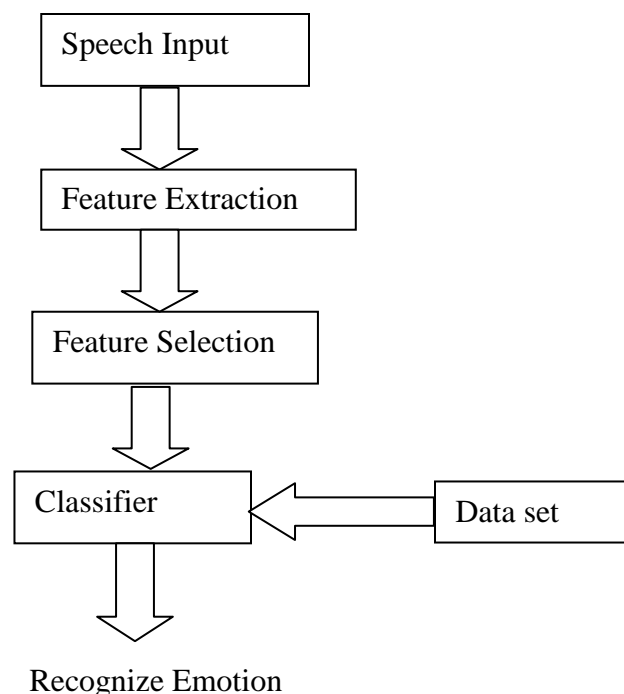 Speech Input
Feature Extraction
Feature Selection
Classifier
Data set
Recognize Emotion